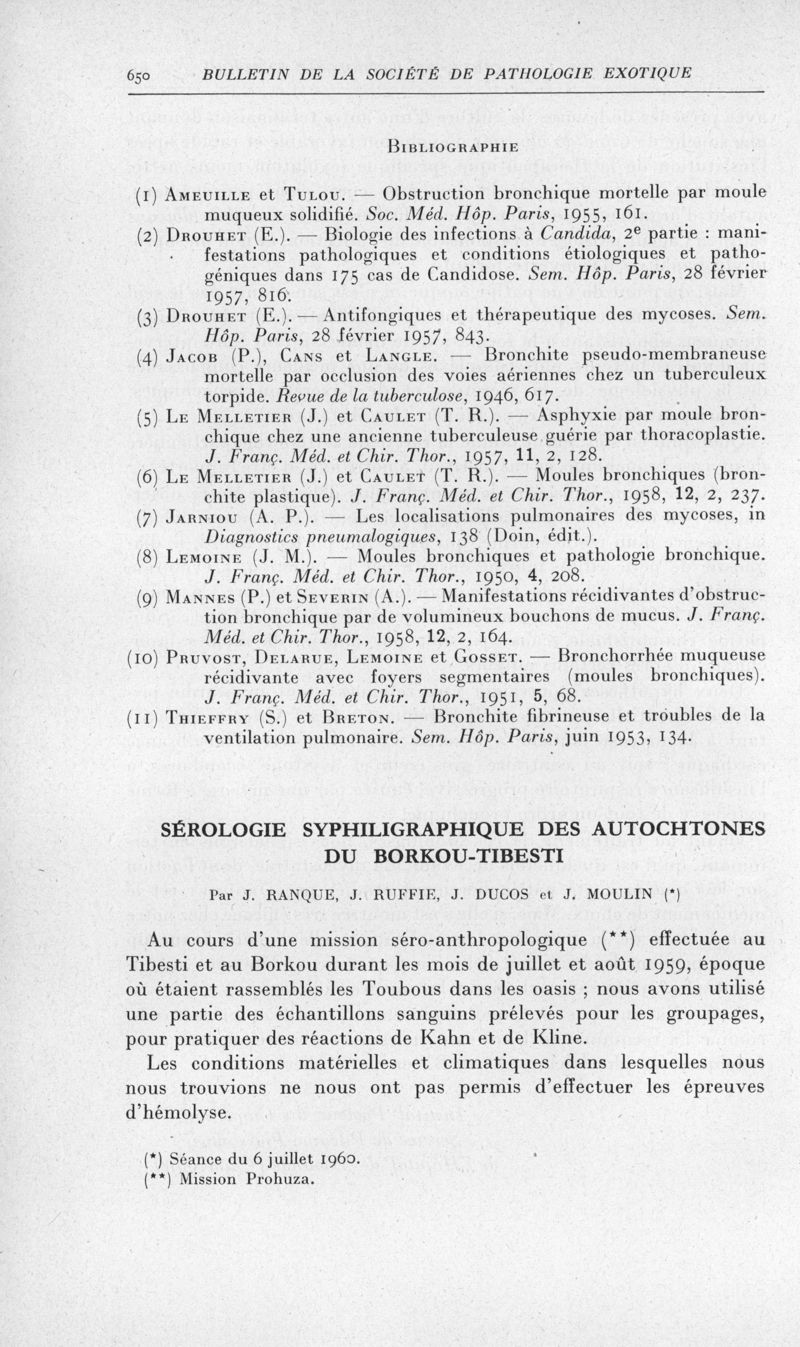 650 BULLETIN DE LA SOCIÉTÉ DE PATHOLOGIE EXOTIQUE
BIBLIOGRAPHIE
(1) AMEUILLE et TULOU. — Obstruction bronchique mortelle par moule
muqueux solidifié. Soc. Méd. Hôp. Paris, 1955, 161.
(2) DROUHET (E.). — Biologie des infections à Candida, 2e partie : mani-
festations pathologiques et conditions étiologiques et patho-
géniques dans 175 cas de Candidose. Sem. Hôp. Paris, 28 février
1957, 816.
(3) DROUHET (E.). — Antifongiques et thérapeutique des mycoses. Sem.
Hôp. Paris, 28 février 1957, 843.
(4) JACOB (P.), CANS et LANGLE. — Bronchite pseudo-membraneuse
mortelle par occlusion des voies aériennes chez un tuberculeux
torpide. Revue de la tuberculose, 1946, 617.
(5) LE MELLETIER (J.) et CAULET (T. R.). — Asphyxie par moule bron-
chique chez une ancienne tuberculeuse guérie par thoracoplastie.
J. Franç. Méd. et Chir. Thor., 1957, 11, 2, 128.
(6) LE MELLETIER (J.) et CAULET (T. R.). — Moules bronchiques (bron-
chite plastique). J. Franç. Méd. et Chir. Thor., 1958, 12, 2, 237.
(7) JARNIOU (A. P.). — Les localisations pulmonaires des mycoses, in
Diagnostics pneumalogiques, 138 (Doin, édit.).
(8) LEMOINE (J. M.). — Moules bronchiques et pathologie bronchique.
J. Franç. Méd. et Chir. Thor., 1950, 4, 208.
(9) MANNES (P.) et SEVERIN (A.). — Manifestations récidivantes d'obstruc-
tion bronchique par de volumineux bouchons de mucus. J. Franç.
Méd. et Chir. Thor., 1958, 12, 2, 164.
(10) PRUVOST, DELARUE, LEMOINE et GOSSET. — Bronchorrhée muqueuse
récidivante avec foyers segmentaires (moules bronchiques).
J. Franç. Méd. et Chir. Thor., 1951, 5, 68.
(11) THIEFFRY (S.) et BRETON. — Bronchite fibrineuse et troubles de la
ventilation pulmonaire. Sem. Hôp. Paris, juin 1953, 134.
SÉROLOGIE SYPHILIGRAPHIQUE DES AUTOCHTONES
DU BORKOU-TIBESTI
Par J. RANQUE, J. RUFFIE, J. DUCOS et J. MOULIN (*)
Au cours d'une mission séro-anthropologique (**) effectuée au
Tibesti et au Borkou durant les mois de juillet et août 1959, époque
où étaient rassemblés les Toubous dans les oasis ; nous avons utilisé
une partie des échantillons sanguins prélevés pour les groupages,
pour pratiquer des réactions de Kahn et de Kline.
Les conditions matérielles et climatiques dans lesquelles nous
nous trouvions ne nous ont pas permis d'effectuer les épreuves
d'hémolyse.
(*) Séance du 6 juillet 1960.
(**) Mission Prohuza.